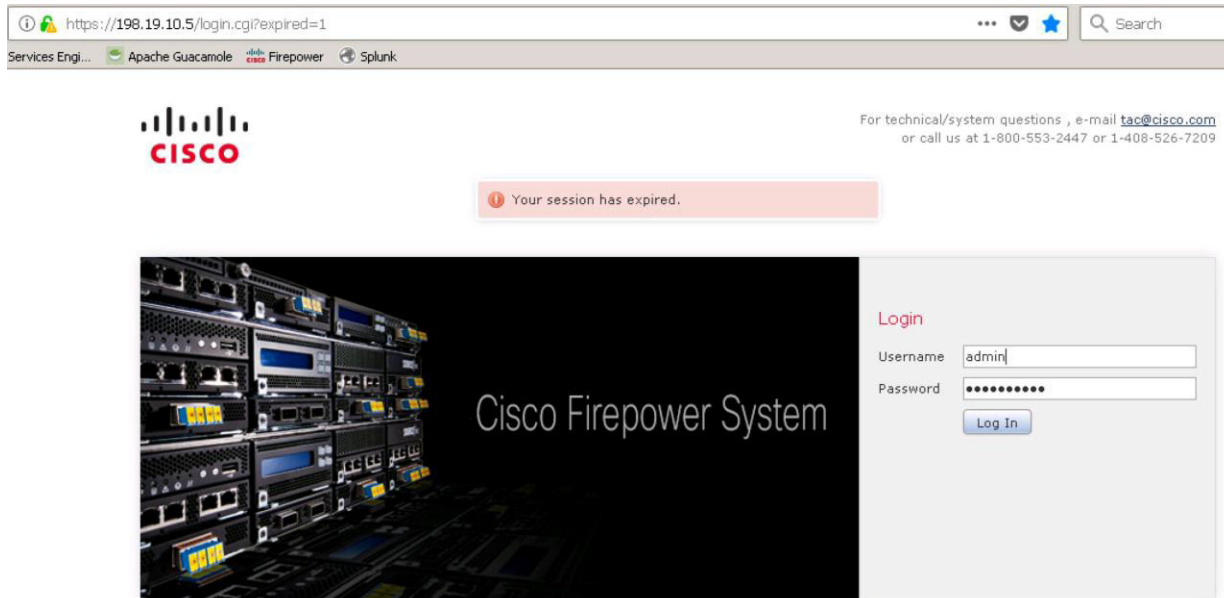 https://198.19.10.5/login.cgi?expired=1
Search
Services Engi... Apache Guacamole Firepower Splunk
CISCO
For technical/system questions , e-mail tac@cisco.com
or call us at 1-800-553-2447 or 1-408-526-7209
Your session has expired.
Cisco Firepower System
Login
Username admin
Password ●●●●●●●●●●
Log In